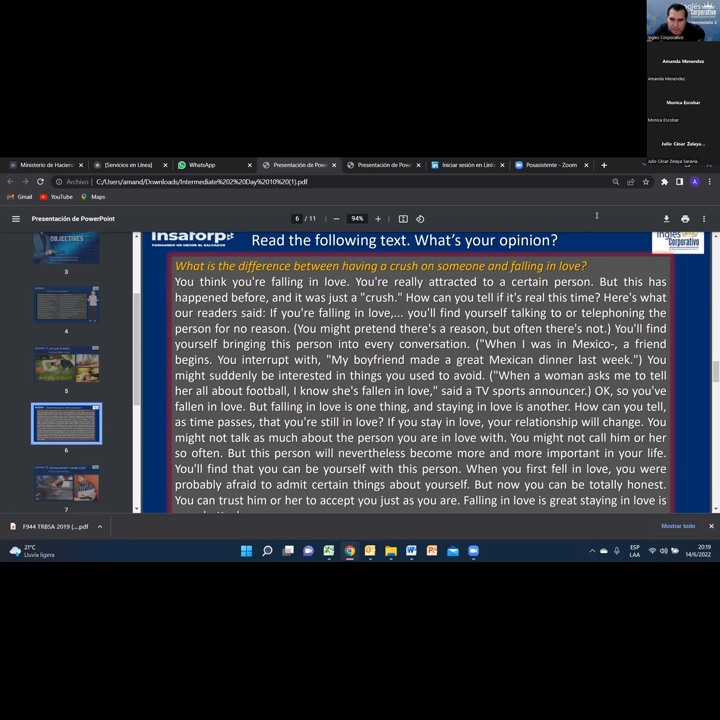 Inglés Corporativo
Amanda Menendez
Amanda Menendez
Monica Escobar
Monica Escobar
Julio César Zelaya...
Julio César Zelaya Saravia
Ministerio de Hacien
[Servicios en Línea]
WhatsApp
Presentación de Pow
Presentación de Pow
Iniciar sesión en Link
Posasistente - Zoom
Archivo
C:/Users/amand/Downloads/Intermediate%202%20Day%2010%20(1).pdf
Gmail
YouTube
Maps
Presentación de PowerPoint
6 / 11
94%
OBJECTIVES
3
4
5
6
7
insaforp
FORMANDO UN MEJOR EL SALVADOR
Read the following text. What's your opinion?
Inglés
Corporativo
What is the difference between having a crush on someone and falling in love?
You think you're falling in love. You're really attracted to a certain person. But this has
happened before, and it was just a "crush." How can you tell if it's real this time? Here's what
our readers said: If you're falling in love,... you'll find yourself talking to or telephoning the
person for no reason. (You might pretend there's a reason, but often there's not.) You'll find
yourself bringing this person into every conversation. ("When I was in Mexico-, a friend
begins. You interrupt with, "My boyfriend made a great Mexican dinner last week.") You
might suddenly be interested in things you used to avoid. ("When a woman asks me to tell
her all about football, I know she's fallen in love," said a TV sports announcer.) OK, so you've
fallen in love. But falling in love is one thing, and staying in love is another. How can you tell,
as time passes, that you're still in love? If you stay in love, your relationship will change. You
might not talk as much about the person you are in love with. You might not call him or her
so often. But this person will nevertheless become more and more important in your life.
You'll find that you can be yourself with this person. When you first fell in love, you were
probably afraid to admit certain things about yourself. But now you can be totally honest.
You can trust him or her to accept you just as you are. Falling in love is great staying in love is
F944 TRBSA 2019 (....pdf
Mostrar todo
21°C
Lluvia ligera
ESP
LAA
20:19
14/6/2022